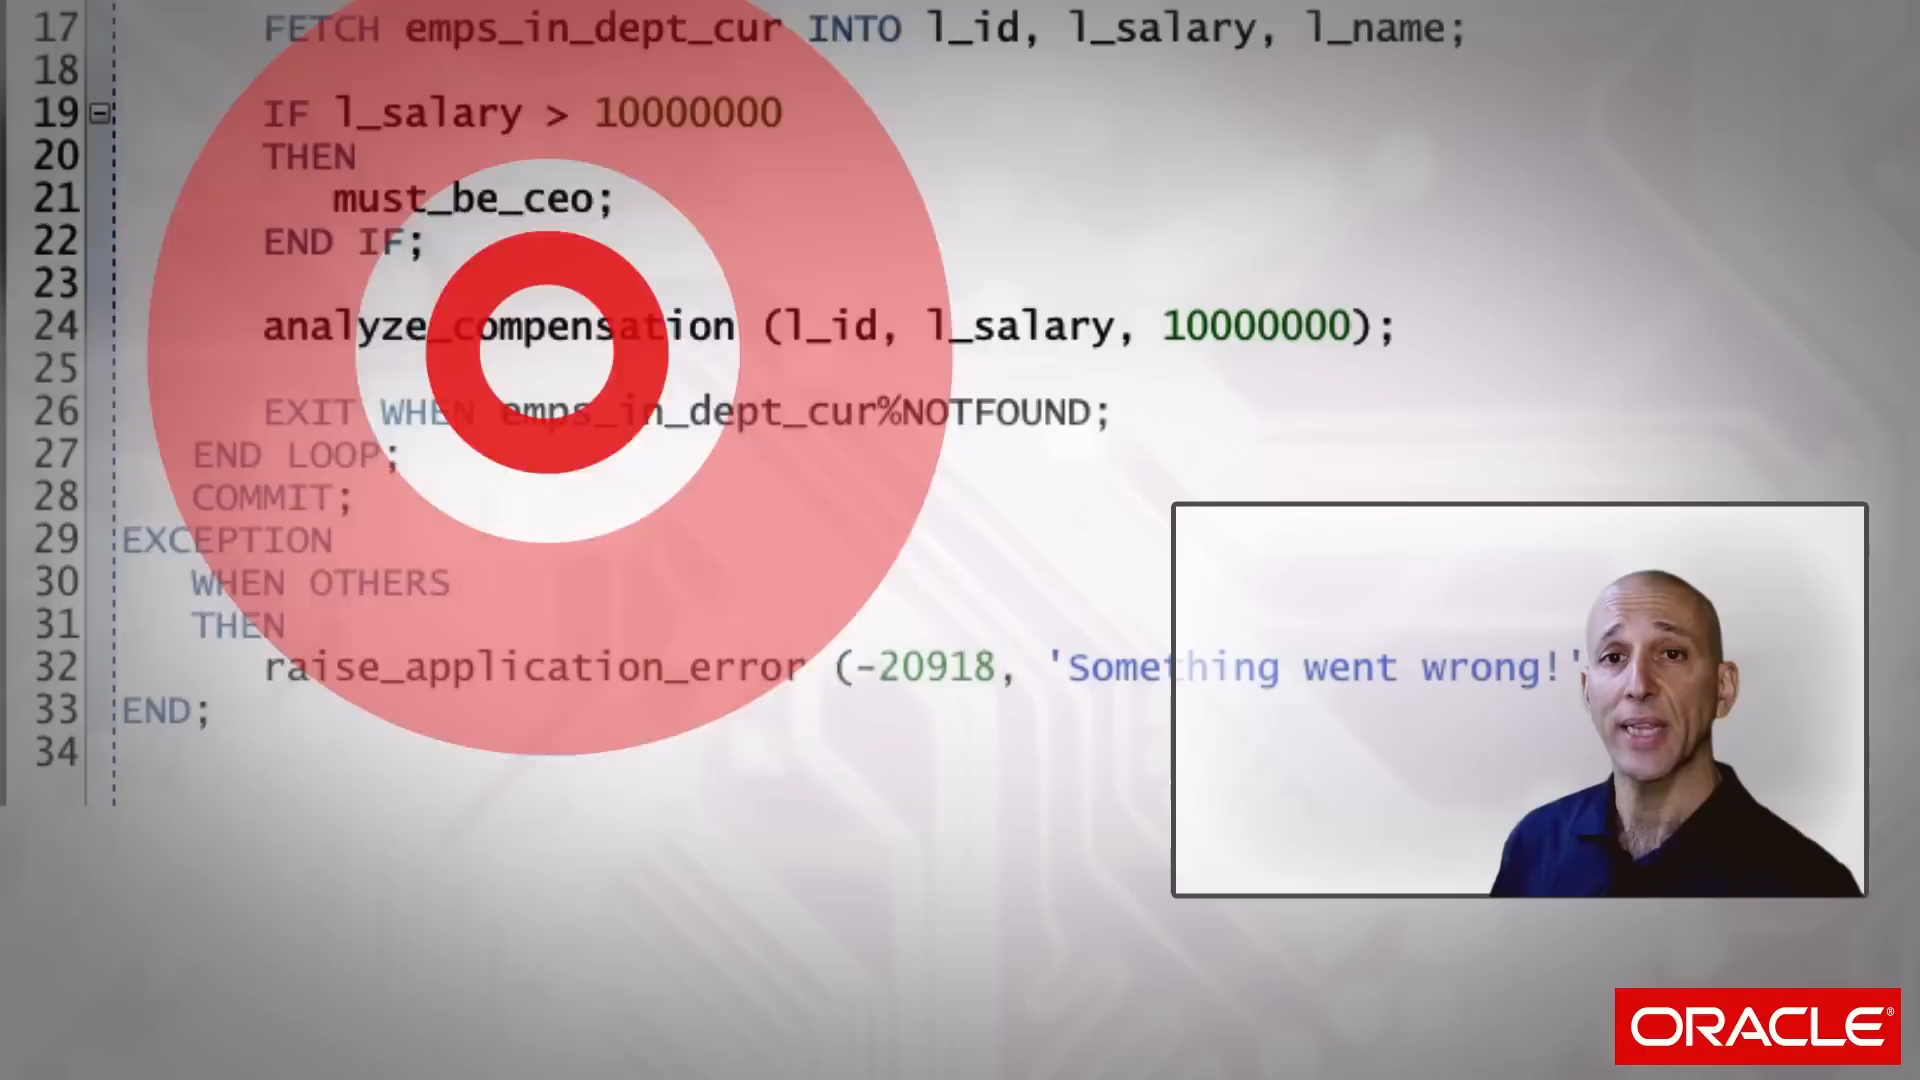 17 FETCH emps_in_dept_cur INTO l_id, l_salary, l_name;
18
19 IF l_salary > 10000000
20 THEN
21 must_be_ceo;
22 END IF;
23
24 analyze_compensation (l_id, l_salary, 10000000);
25
26 EXIT WHEN emps_in_dept_cur%NOTFOUND;
27 END LOOP;
28 COMMIT;
29 EXCEPTION
30 WHEN OTHERS
31 THEN
32 raise_application_error (-20918, 'Something went wrong!'
33 END;
34
ORACLE®